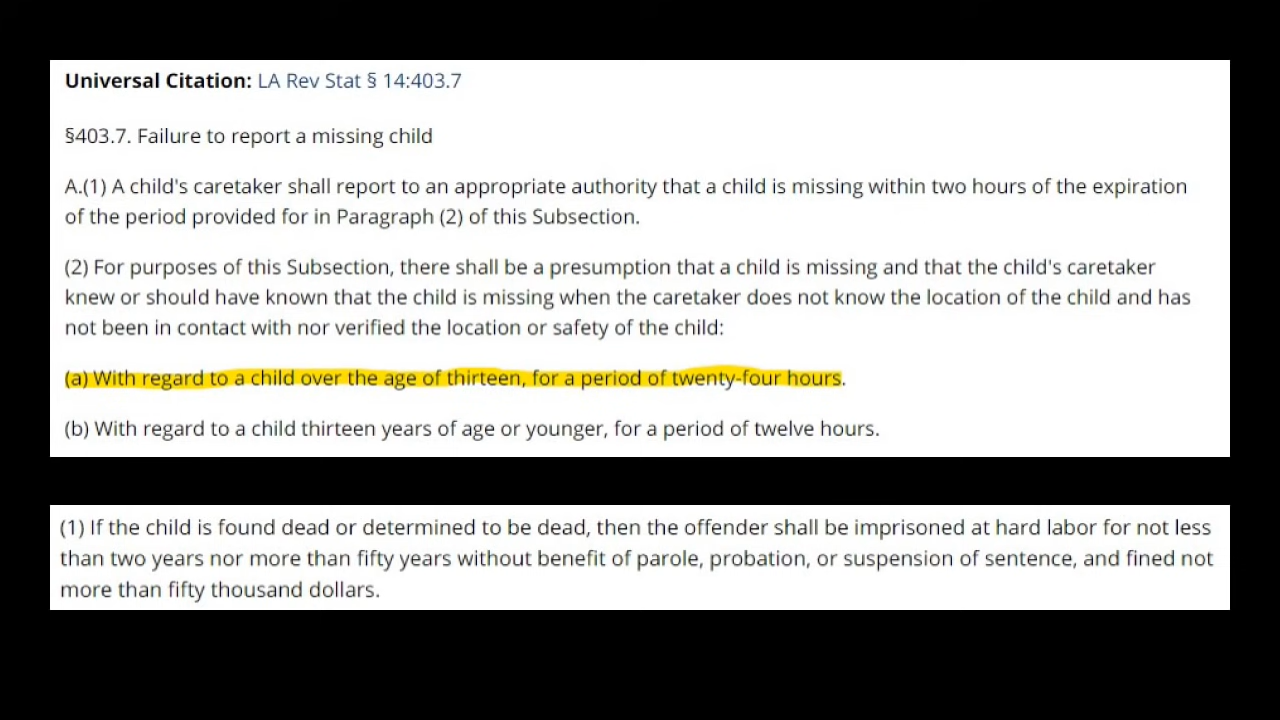 Universal Citation: LA Rev Stat § 14:403.7
§403.7. Failure to report a missing child
A.(1) A child's caretaker shall report to an appropriate authority that a child is missing within two hours of the expiration
of the period provided for in Paragraph (2) of this Subsection.
(2) For purposes of this Subsection, there shall be a presumption that a child is missing and that the child's caretaker
knew or should have known that the child is missing when the caretaker does not know the location of the child and has
not been in contact with nor verified the location or safety of the child:
(a) With regard to a child over the age of thirteen, for a period of twenty-four hours.
(b) With regard to a child thirteen years of age or younger, for a period of twelve hours.
(1) If the child is found dead or determined to be dead, then the offender shall be imprisoned at hard labor for not less
than two years nor more than fifty years without benefit of parole, probation, or suspension of sentence, and fined not
more than fifty thousand dollars.